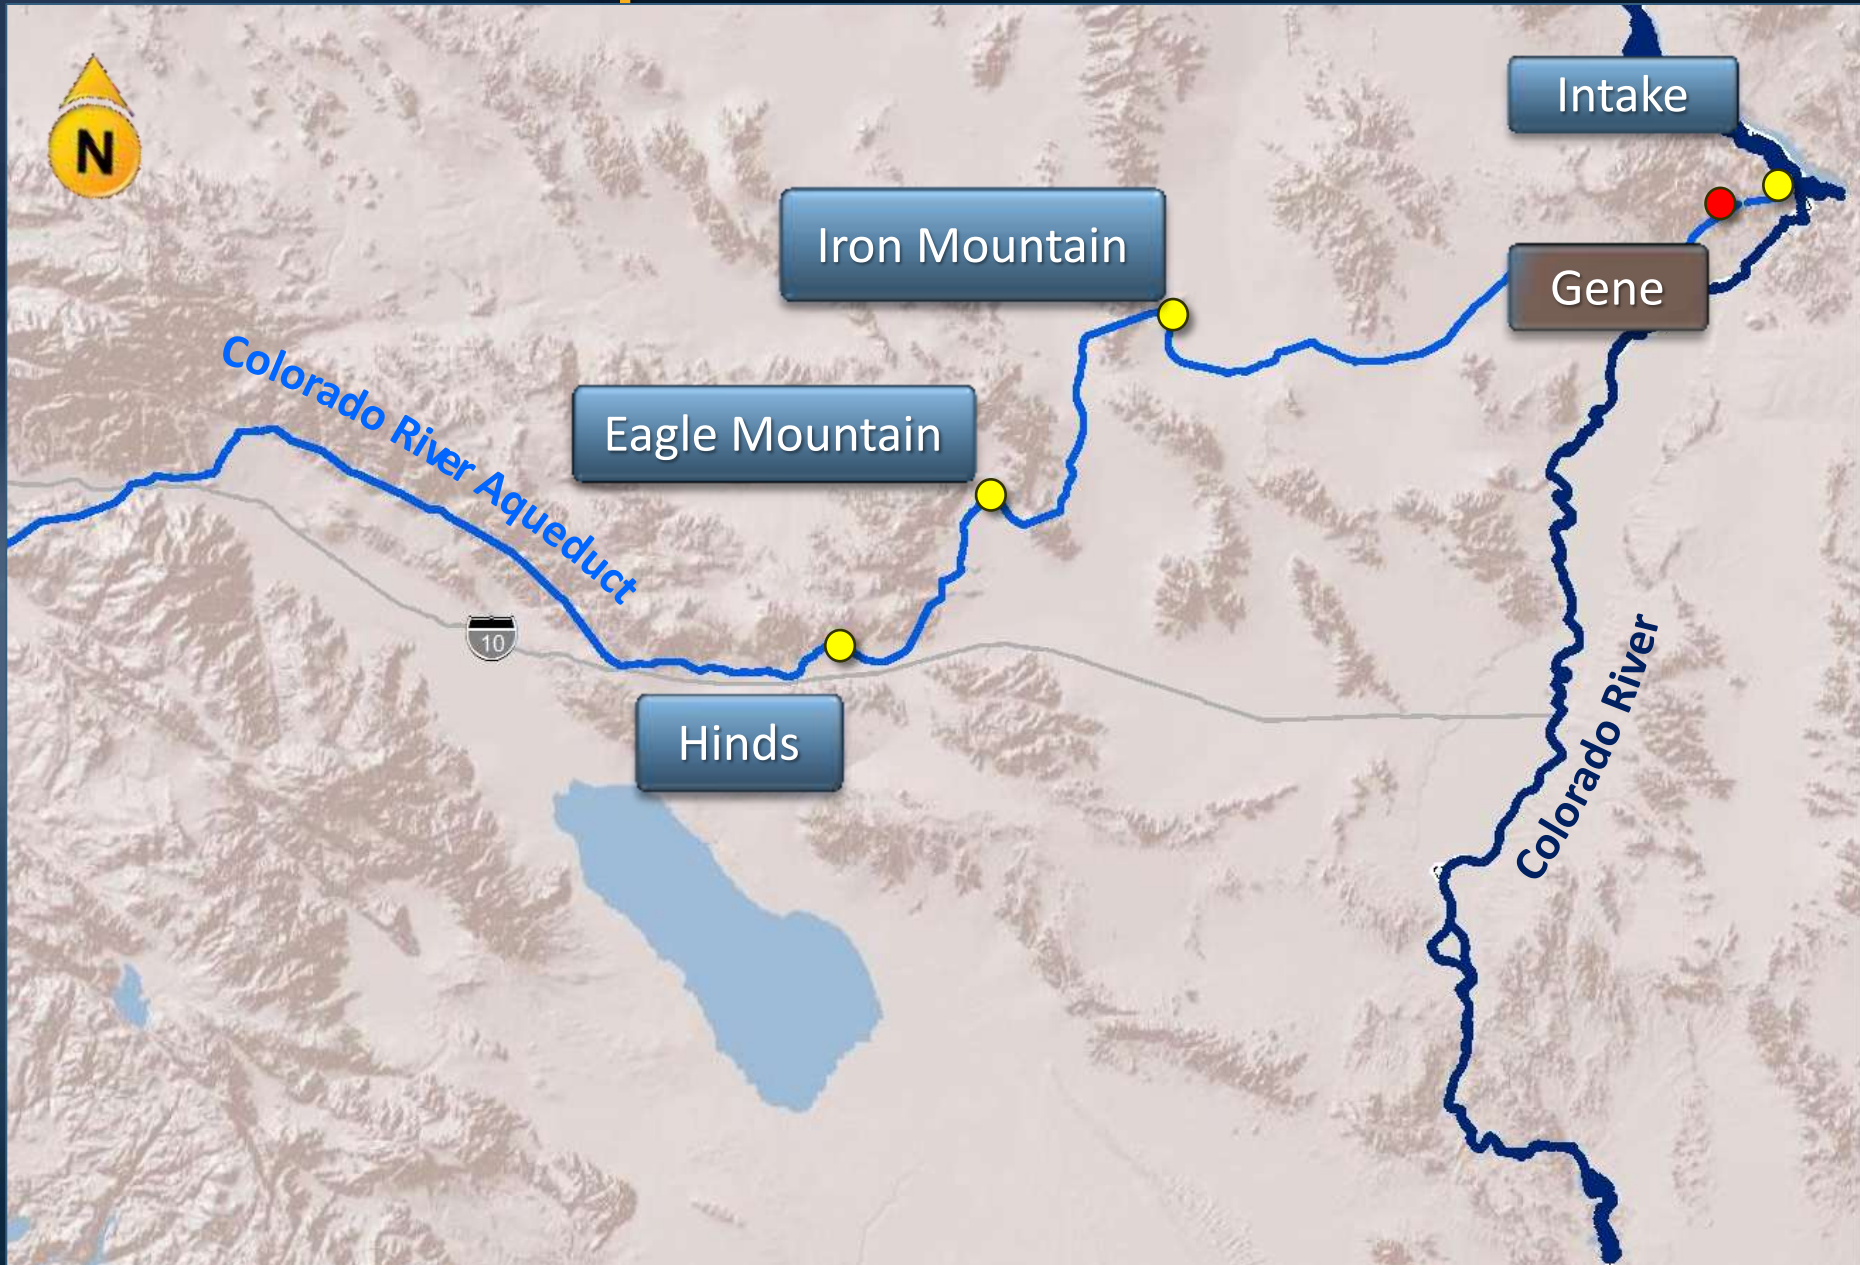 Intake
N
Iron Mountain
Gene
Colorado River Aqueduct
Eagle Mountain
10
Hinds
Colorado River